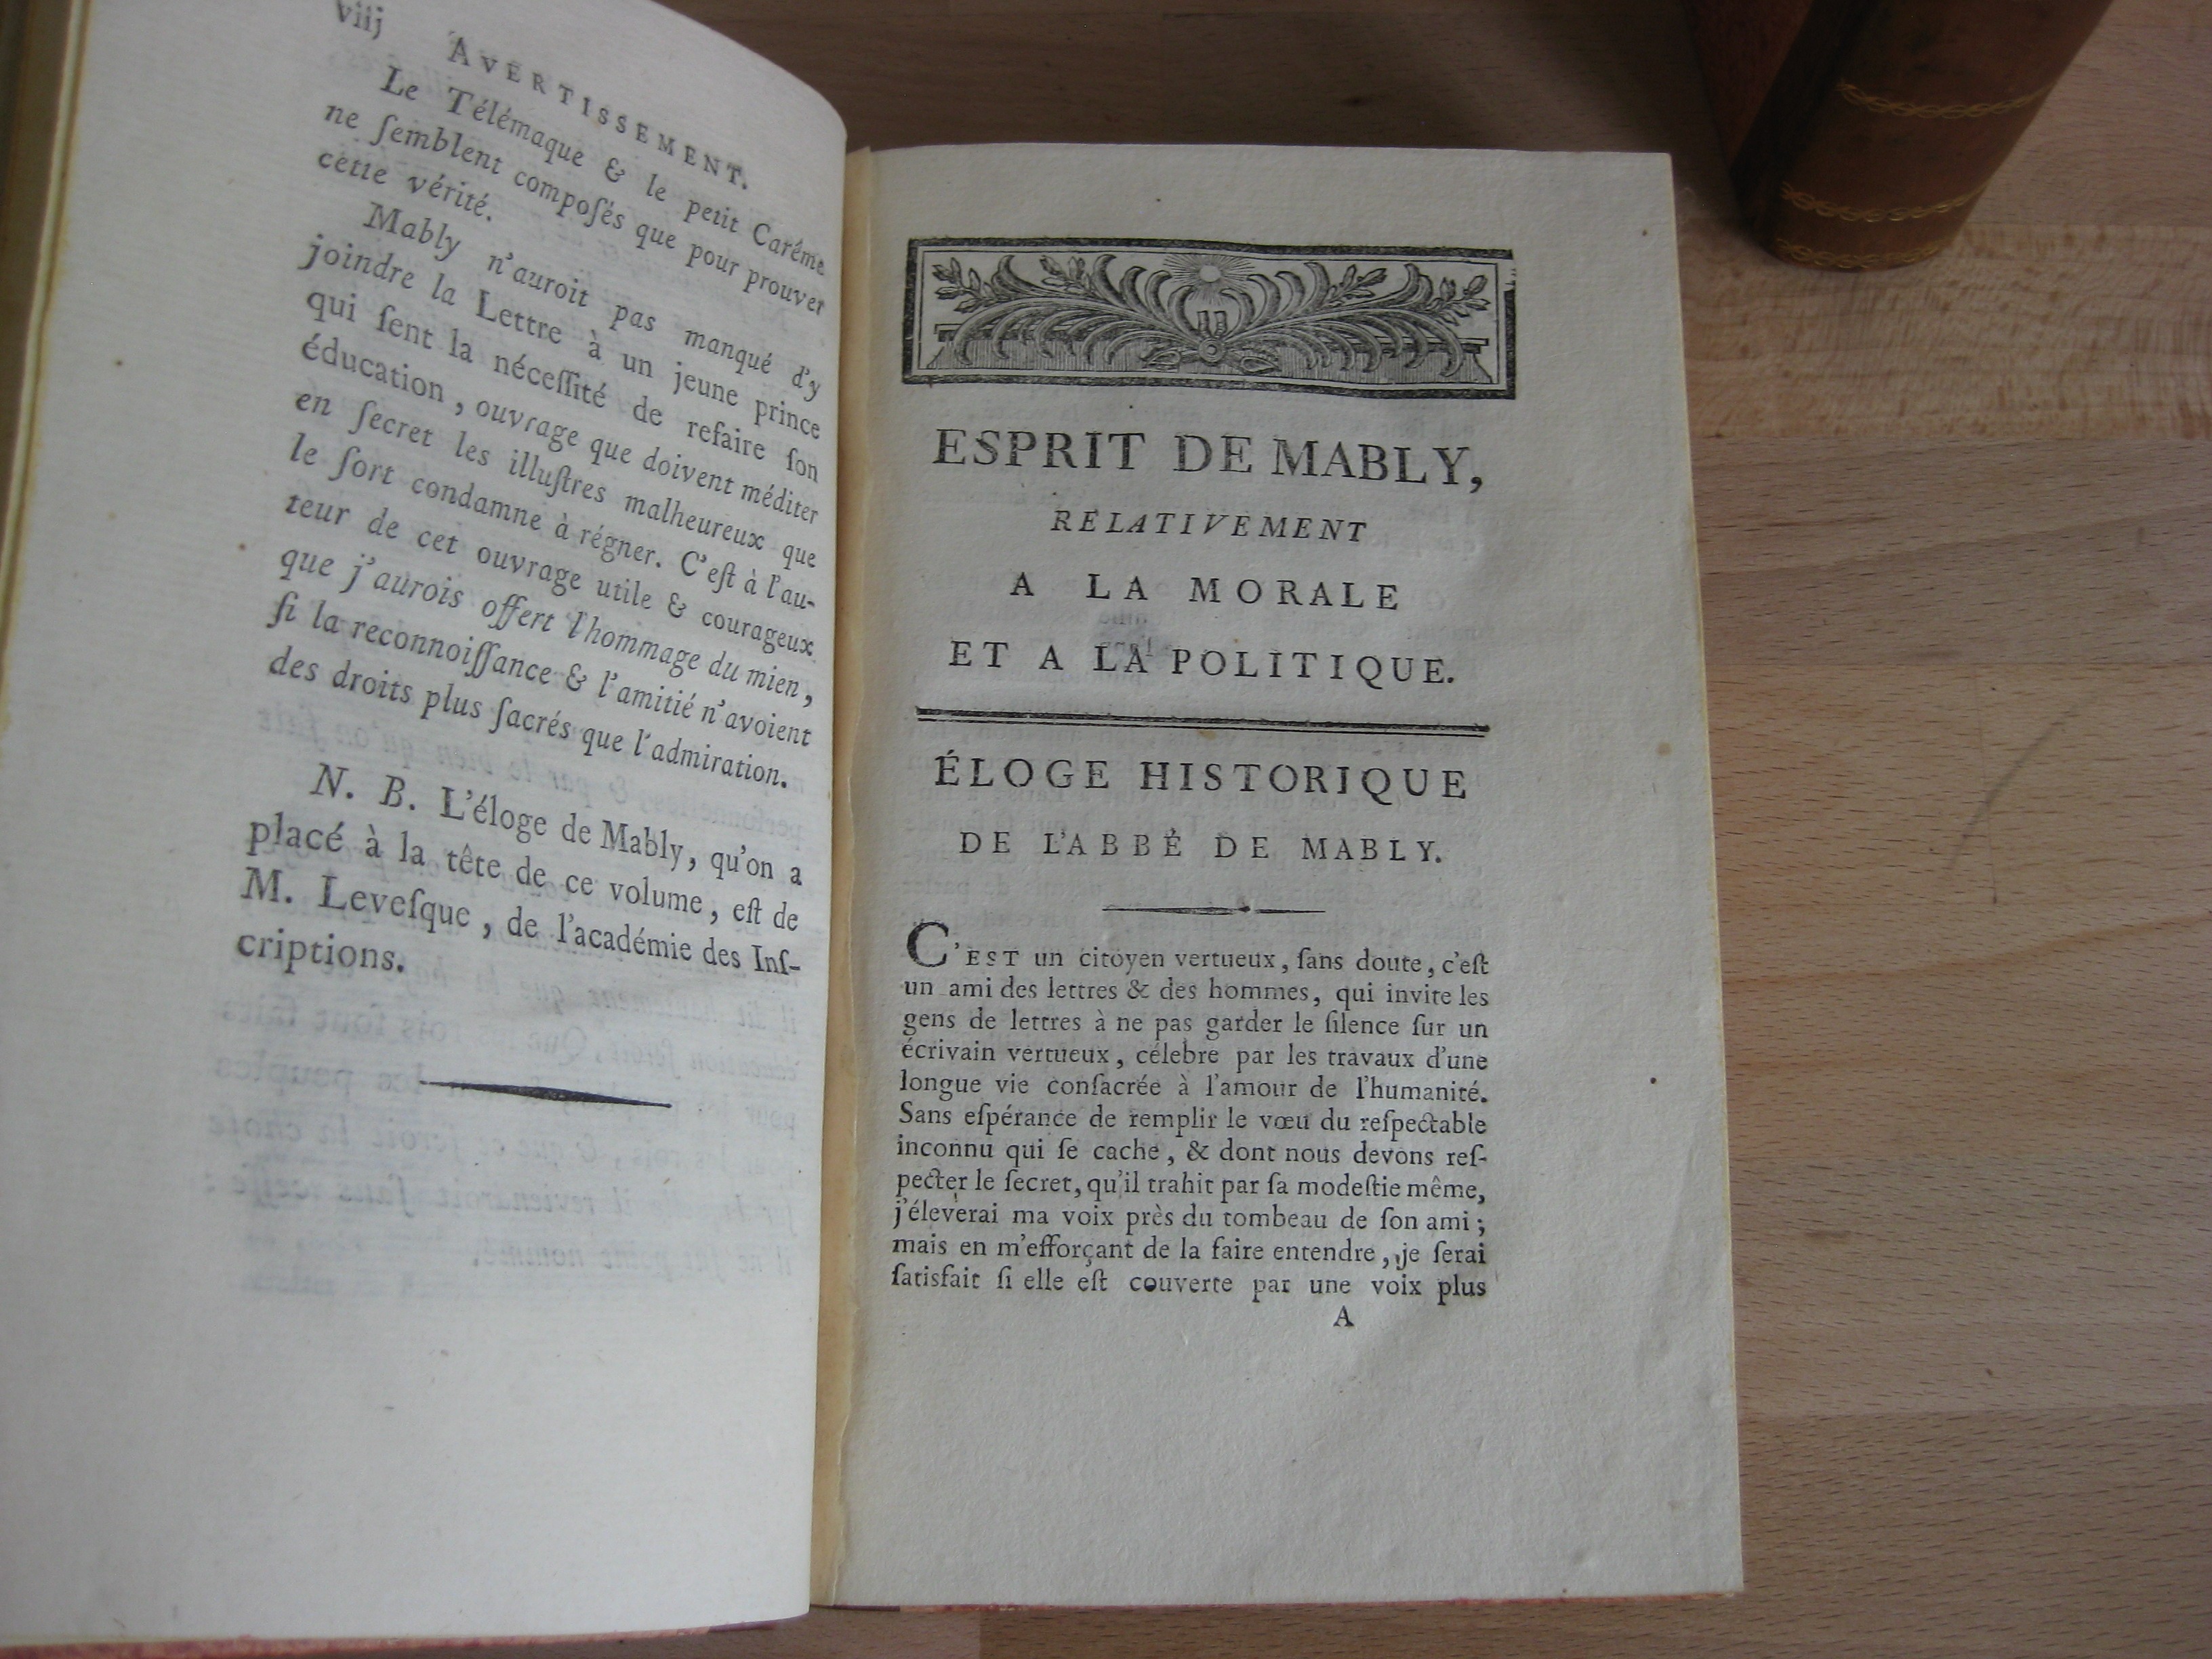 viij AVERTISSEMENT.
Le Télémaque & le petit Carême
ne ſemblent compoſés que pour prouver
cette vérité.
Mably n'auroit pas manqué d'y
joindre la Lettre à un jeune prince
qui ſent la néceſſité de refaire ſon
éducation, ouvrage que doivent méditer
en ſecret les illuſtres malheureux que
le ſort condamne à régner. C'eſt à l'au-
teur de cet ouvrage utile & courageux
que j'aurois offert l'hommage du mien,
ſi la reconnoiſſance & l'amitié n'avoient
des droits plus ſacrés que l'admiration.
N. B. L'éloge de Mably, qu'on a
placé à la tête de ce volume, eſt de
M. Leveſque, de l'académie des Inſ-
criptions.
ESPRIT DE MABLY,
RELATIVEMENT
A LA MORALE
ET A LA POLITIQUE.
ÉLOGE HISTORIQUE
DE L'ABBÉ DE MABLY.
C'EST un citoyen vertueux, ſans doute, c'eſt
un ami des lettres & des hommes, qui invite les
gens de lettres à ne pas garder le ſilence ſur un
écrivain vertueux, célebre par les travaux d'une
longue vie conſacrée à l'amour de l'humanité.
Sans eſpérance de remplir le vœu du reſpectable
inconnu qui ſe cache, & dont nous devons reſ-
pecter le ſecret, qu'il trahit par ſa modeſtie même,
j'éleverai ma voix près du tombeau de ſon ami;
mais en m'efforçant de la faire entendre, je ſerai
ſatisfait ſi elle eſt couverte par une voix plus
A